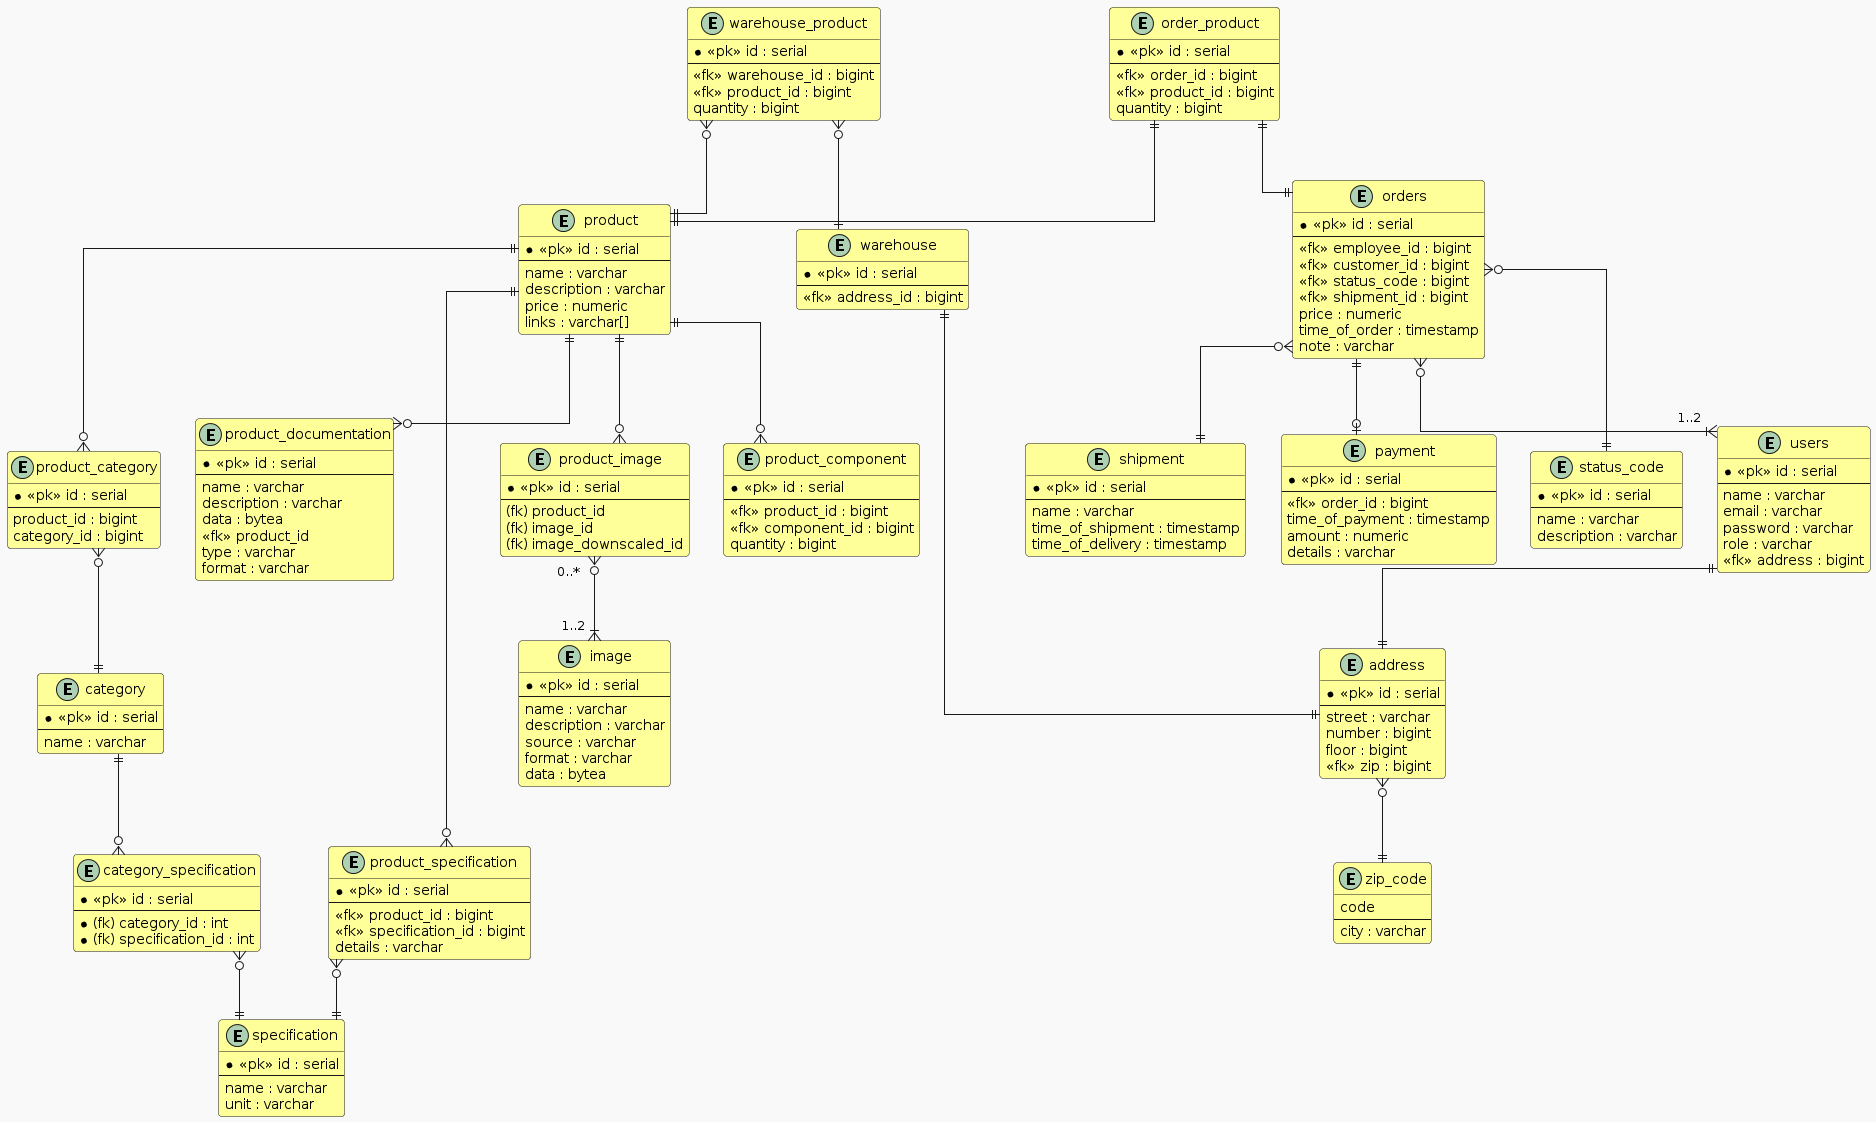 E warehouse_product
• «pk» id : serial
«fk» warehouse_id : bigint
«fk» product_id : bigint
quantity : bigint
E order_product
• «pk» id : serial
«fk» order_id : bigint
«fk» product_id : bigint
quantity : bigint
E orders
• «pk» id : serial
«fk» employee_id : bigint
«fk» customer_id : bigint
«fk» status_code : bigint
«fk» shipment_id : bigint
price : numeric
time_of_order : timestamp
note : varchar
E product
• «pk» id : serial
name : varchar
description : varchar
price : numeric
links : varchar[]
E warehouse
• «pk» id : serial
«fk» address_id : bigint
E product_category
• «pk» id : serial
product_id : bigint
category_id : bigint
E product_documentation
• «pk» id : serial
name : varchar
description : varchar
data : bytea
«fk» product_id
type : varchar
format : varchar
E product_image
• «pk» id : serial
(fk) product_id
(fk) image_id
(fk) image_downscaled_id
E product_component
• «pk» id : serial
«fk» product_id : bigint
«fk» component_id : bigint
quantity : bigint
E shipment
• «pk» id : serial
name : varchar
time_of_shipment : timestamp
time_of_delivery : timestamp
E payment
• «pk» id : serial
«fk» order_id : bigint
time_of_payment : timestamp
amount : numeric
details : varchar
E status_code
• «pk» id : serial
name : varchar
description : varchar
1..2
E users
• «pk» id : serial
name : varchar
email : varchar
password : varchar
role : varchar
«fk» address : bigint
0..*
1..2
E image
• «pk» id : serial
name : varchar
description : varchar
source : varchar
format : varchar
data : bytea
E category
• «pk» id : serial
name : varchar
E address
• «pk» id : serial
street : varchar
number : bigint
floor : bigint
«fk» zip : bigint
E category_specification
• «pk» id : serial
• (fk) category_id : int
• (fk) specification_id : int
E product_specification
• «pk» id : serial
«fk» product_id : bigint
«fk» specification_id : bigint
details : varchar
E zip_code
code
city : varchar
E specification
• «pk» id : serial
name : varchar
unit : varchar